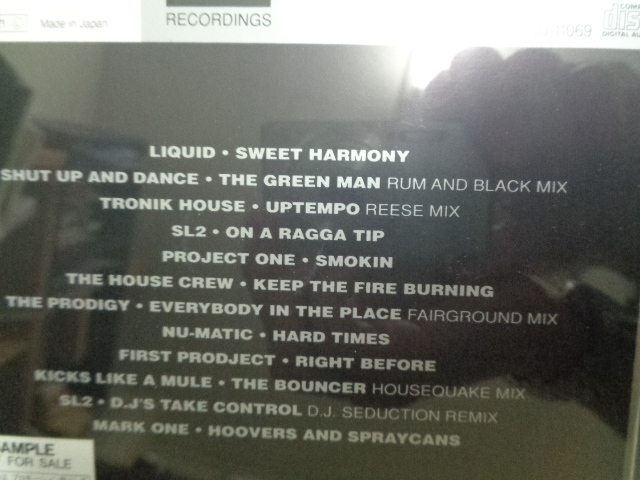 Made in Japan
RECORDINGS
LIQUID • SWEET HARMONY
SHUT UP AND DANCE • THE GREEN MAN RUM AND BLACK MIX
TRONIK HOUSE • UPTEMPO REESE MIX
SL2 • ON A RAGGA TIP
PROJECT ONE • SMOKIN
THE HOUSE CREW • KEEP THE FIRE BURNING
THE PRODIGY • EVERYBODY IN THE PLACE FAIRGROUND MIX
NU-MATIC • HARD TIMES
FIRST PRODJECT • RIGHT BEFORE
KICKS LIKE A MULE • THE BOUNCER HOUSEQUAKE MIX
SL2 • D.J'S TAKE CONTROL D.J. SEDUCTION REMIX
MARK ONE • HOOVERS AND SPRAYCANS
AMPLE
FOR SALE